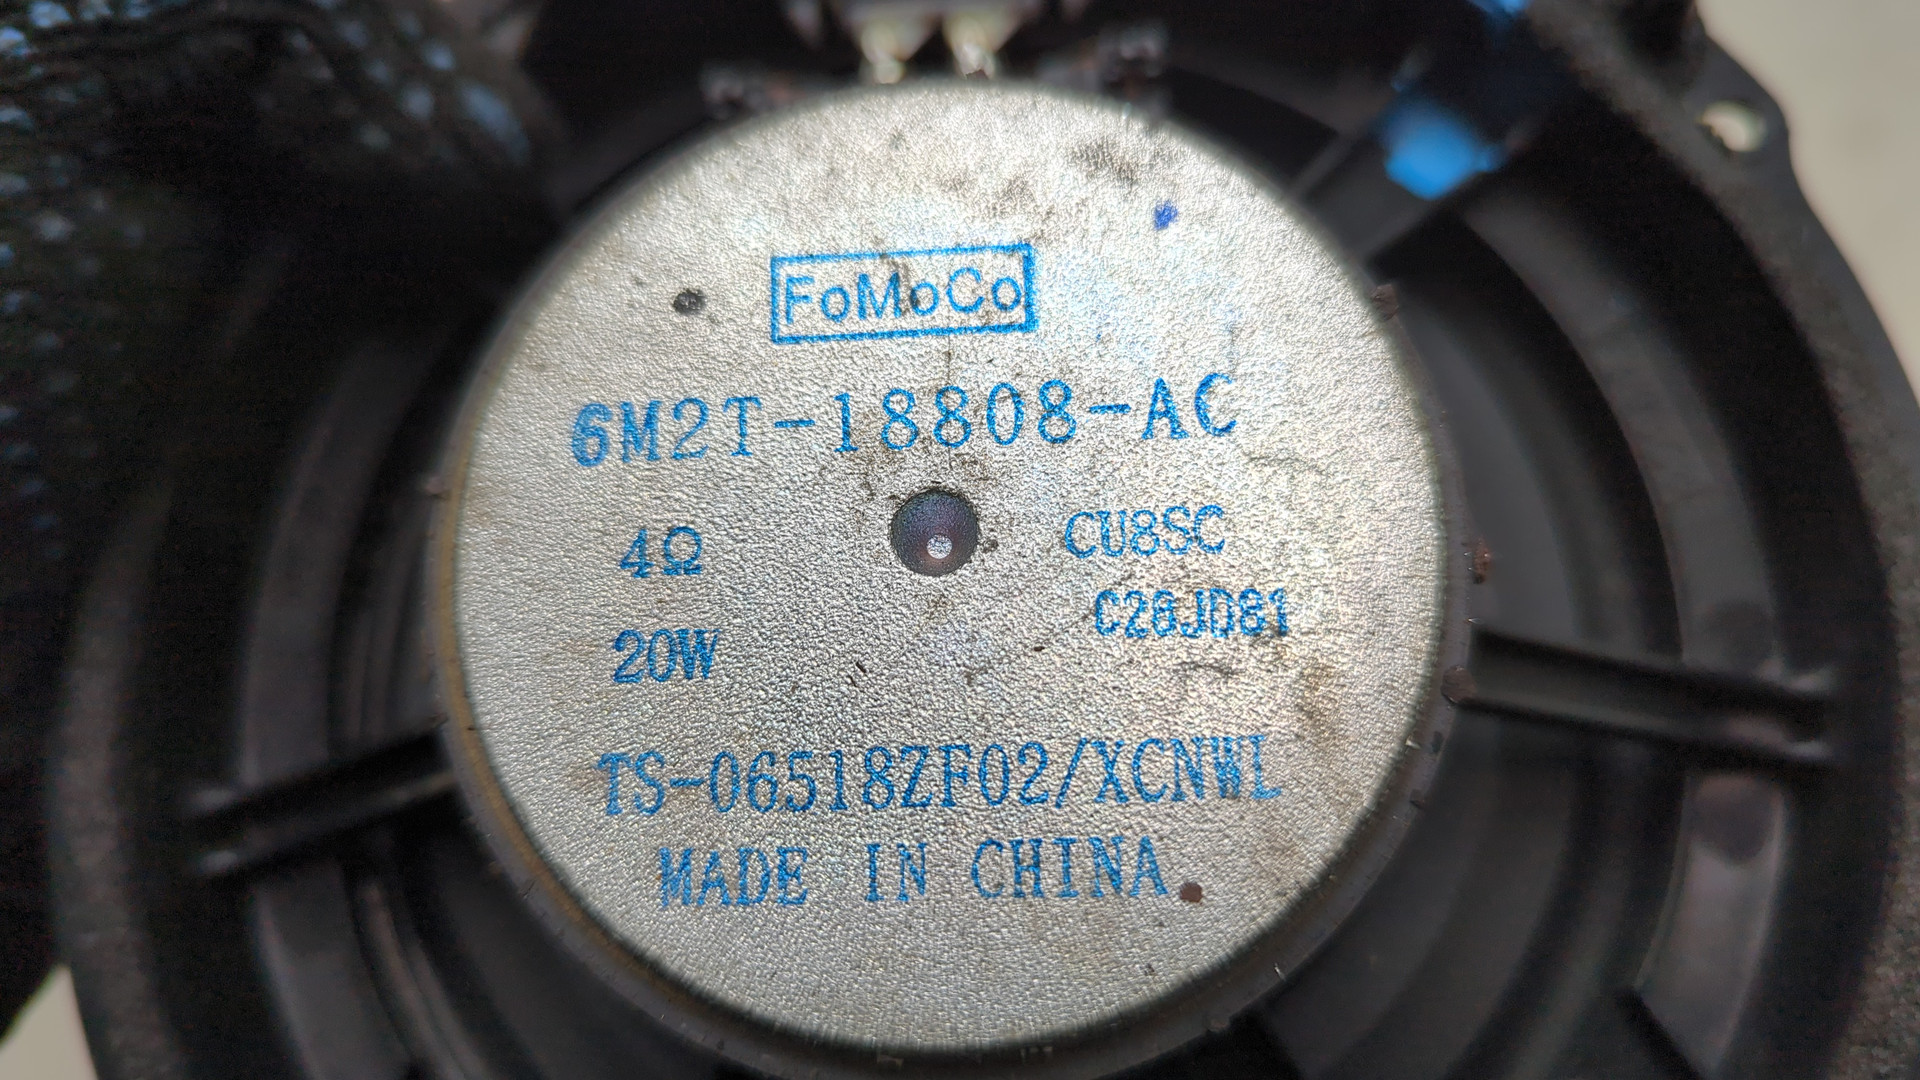 FoMoCo
6M2T-18808-AC
4Ω
CU8SC
C28JD81
20W
TS-06518ZF02/XCNWL
MADE IN CHINA